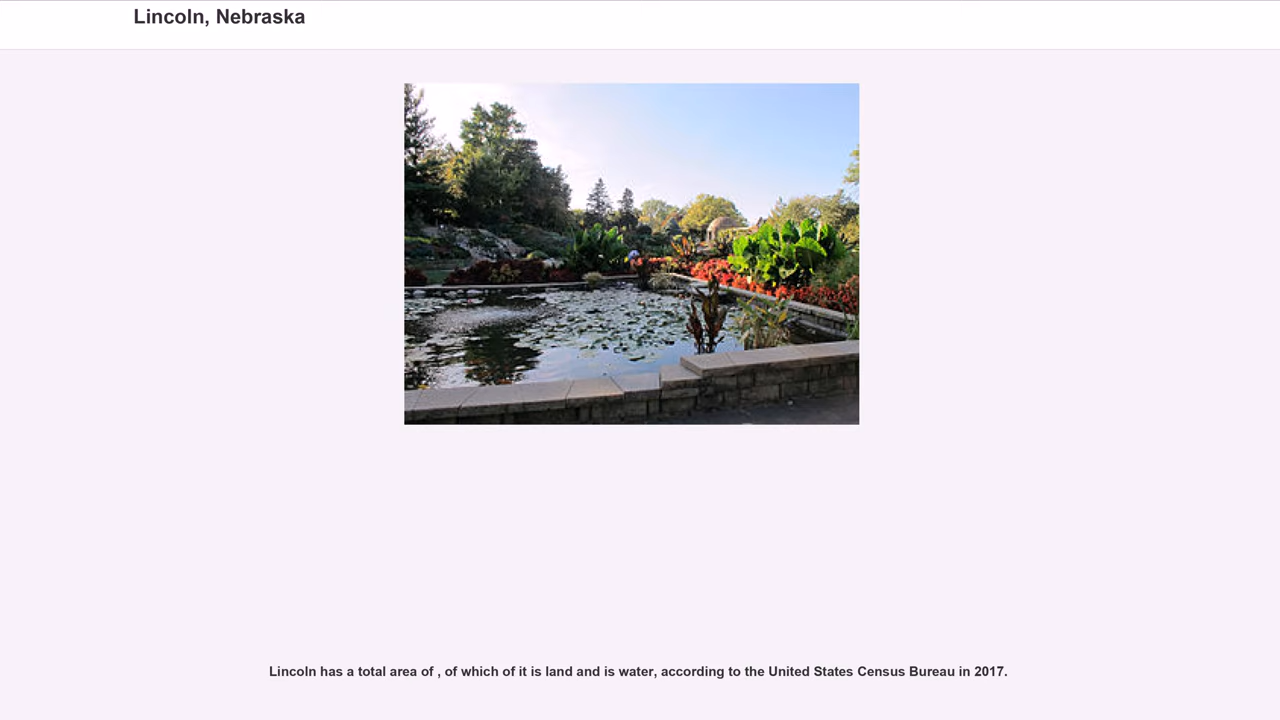 Lincoln, Nebraska
Lincoln has a total area of , of which of it is land and is water, according to the United States Census Bureau in 2017.